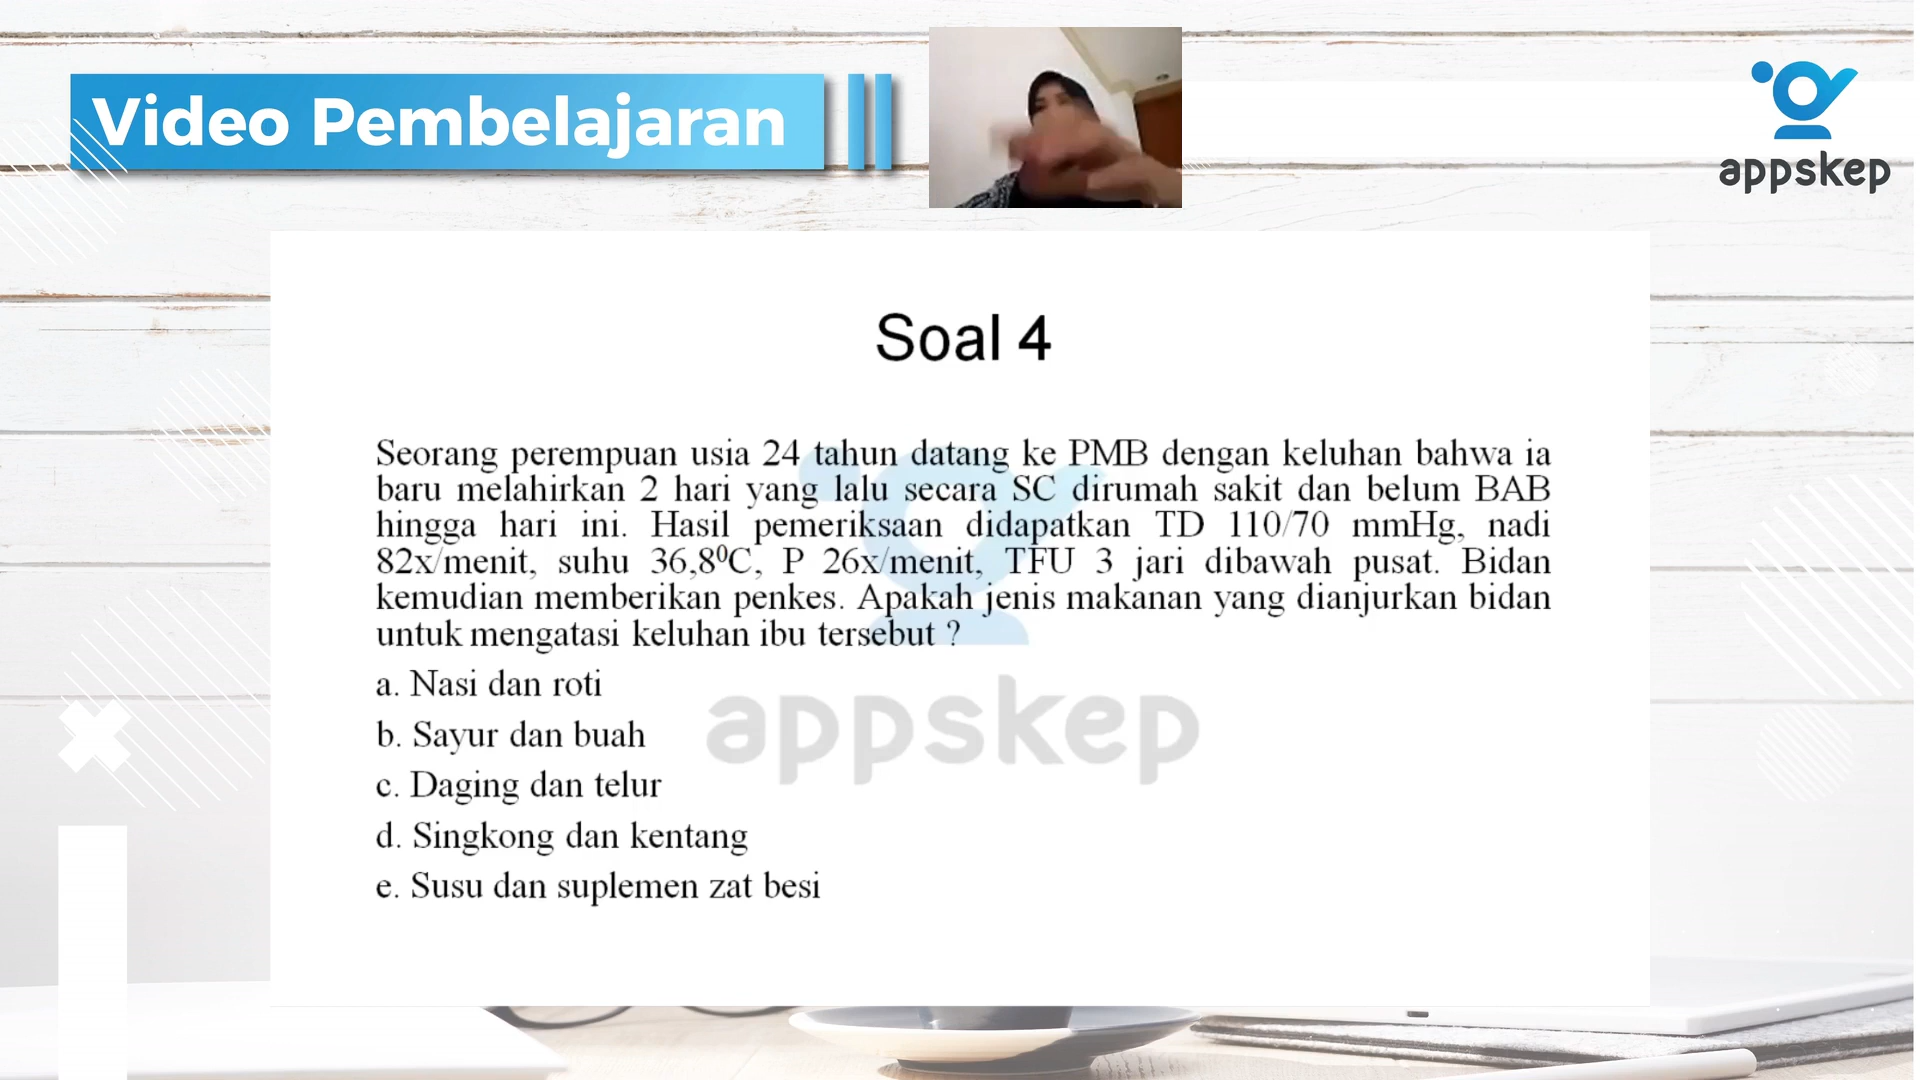 Video Pembelajaran
appskep
Soal 4
Seorang perempuan usia 24 tahun datang ke PMB dengan keluhan bahwa ia
baru melahirkan 2 hari yang lalu secara SC dirumah sakit dan belum BAB
hingga hari ini. Hasil pemeriksaan didapatkan TD 110/70 mmHg, nadi
82x/menit, suhu 36,8⁰C, P 26x/menit, TFU 3 jari dibawah pusat. Bidan
kemudian memberikan penkes. Apakah jenis makanan yang dianjurkan bidan
untuk mengatasi keluhan ibu tersebut ?
a. Nasi dan roti
b. Sayur dan buah
c. Daging dan telur
d. Singkong dan kentang
e. Susu dan suplemen zat besi
appskep